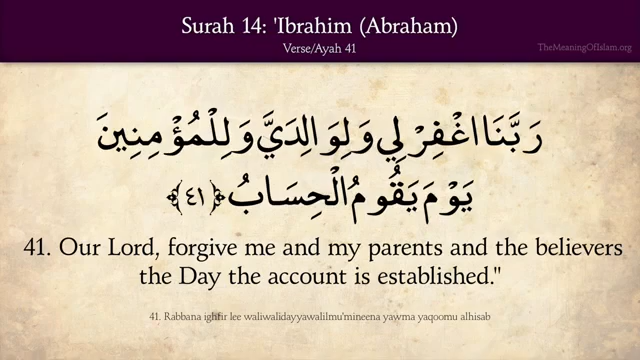 Surah 14: 'Ibrahim (Abraham)
Verse/Ayah 41
TheMeaningOfIslam.org
رَبَّنَا اغْفِرْ لِي وَلِوَالِدَيَّ وَلِلْمُؤْمِنِينَ
يَوْمَ يَقُومُ الْحِسَابُ ﴿٤١﴾
41. Our Lord, forgive me and my parents and the believers
the Day the account is established."
41. Rabbana ighfir lee waliwalidayyawalilmu'mineena yawma yaqoomu alhisab